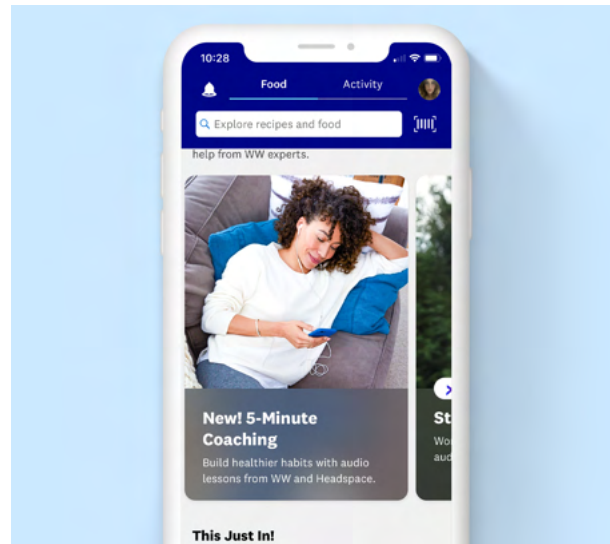 10:28
Food
Activity
Explore recipes and food
help from WW experts.
New! 5-Minute
Coaching
Build healthier habits with audio
lessons from WW and Headspace.
St
Wo
aud
This Just In!